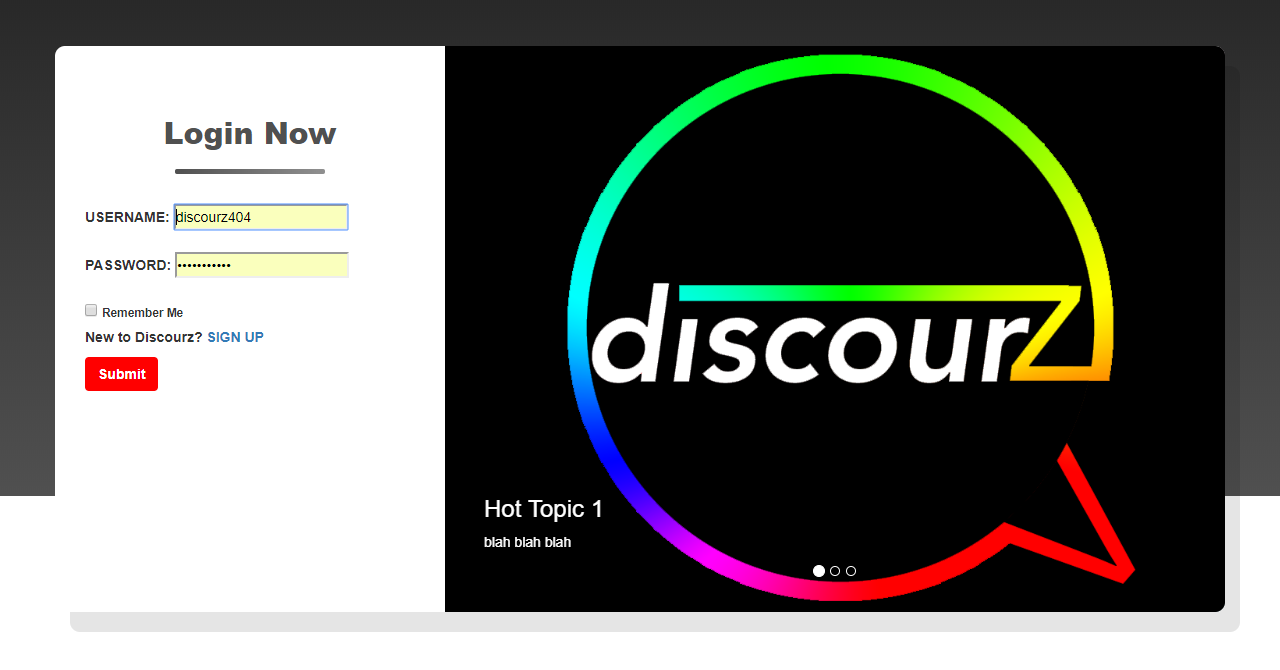 Login Now
USERNAME: discourz404
PASSWORD: •••••••••••
Remember Me
New to Discourz? SIGN UP
Submit
discourz
Hot Topic 1
blah blah blah